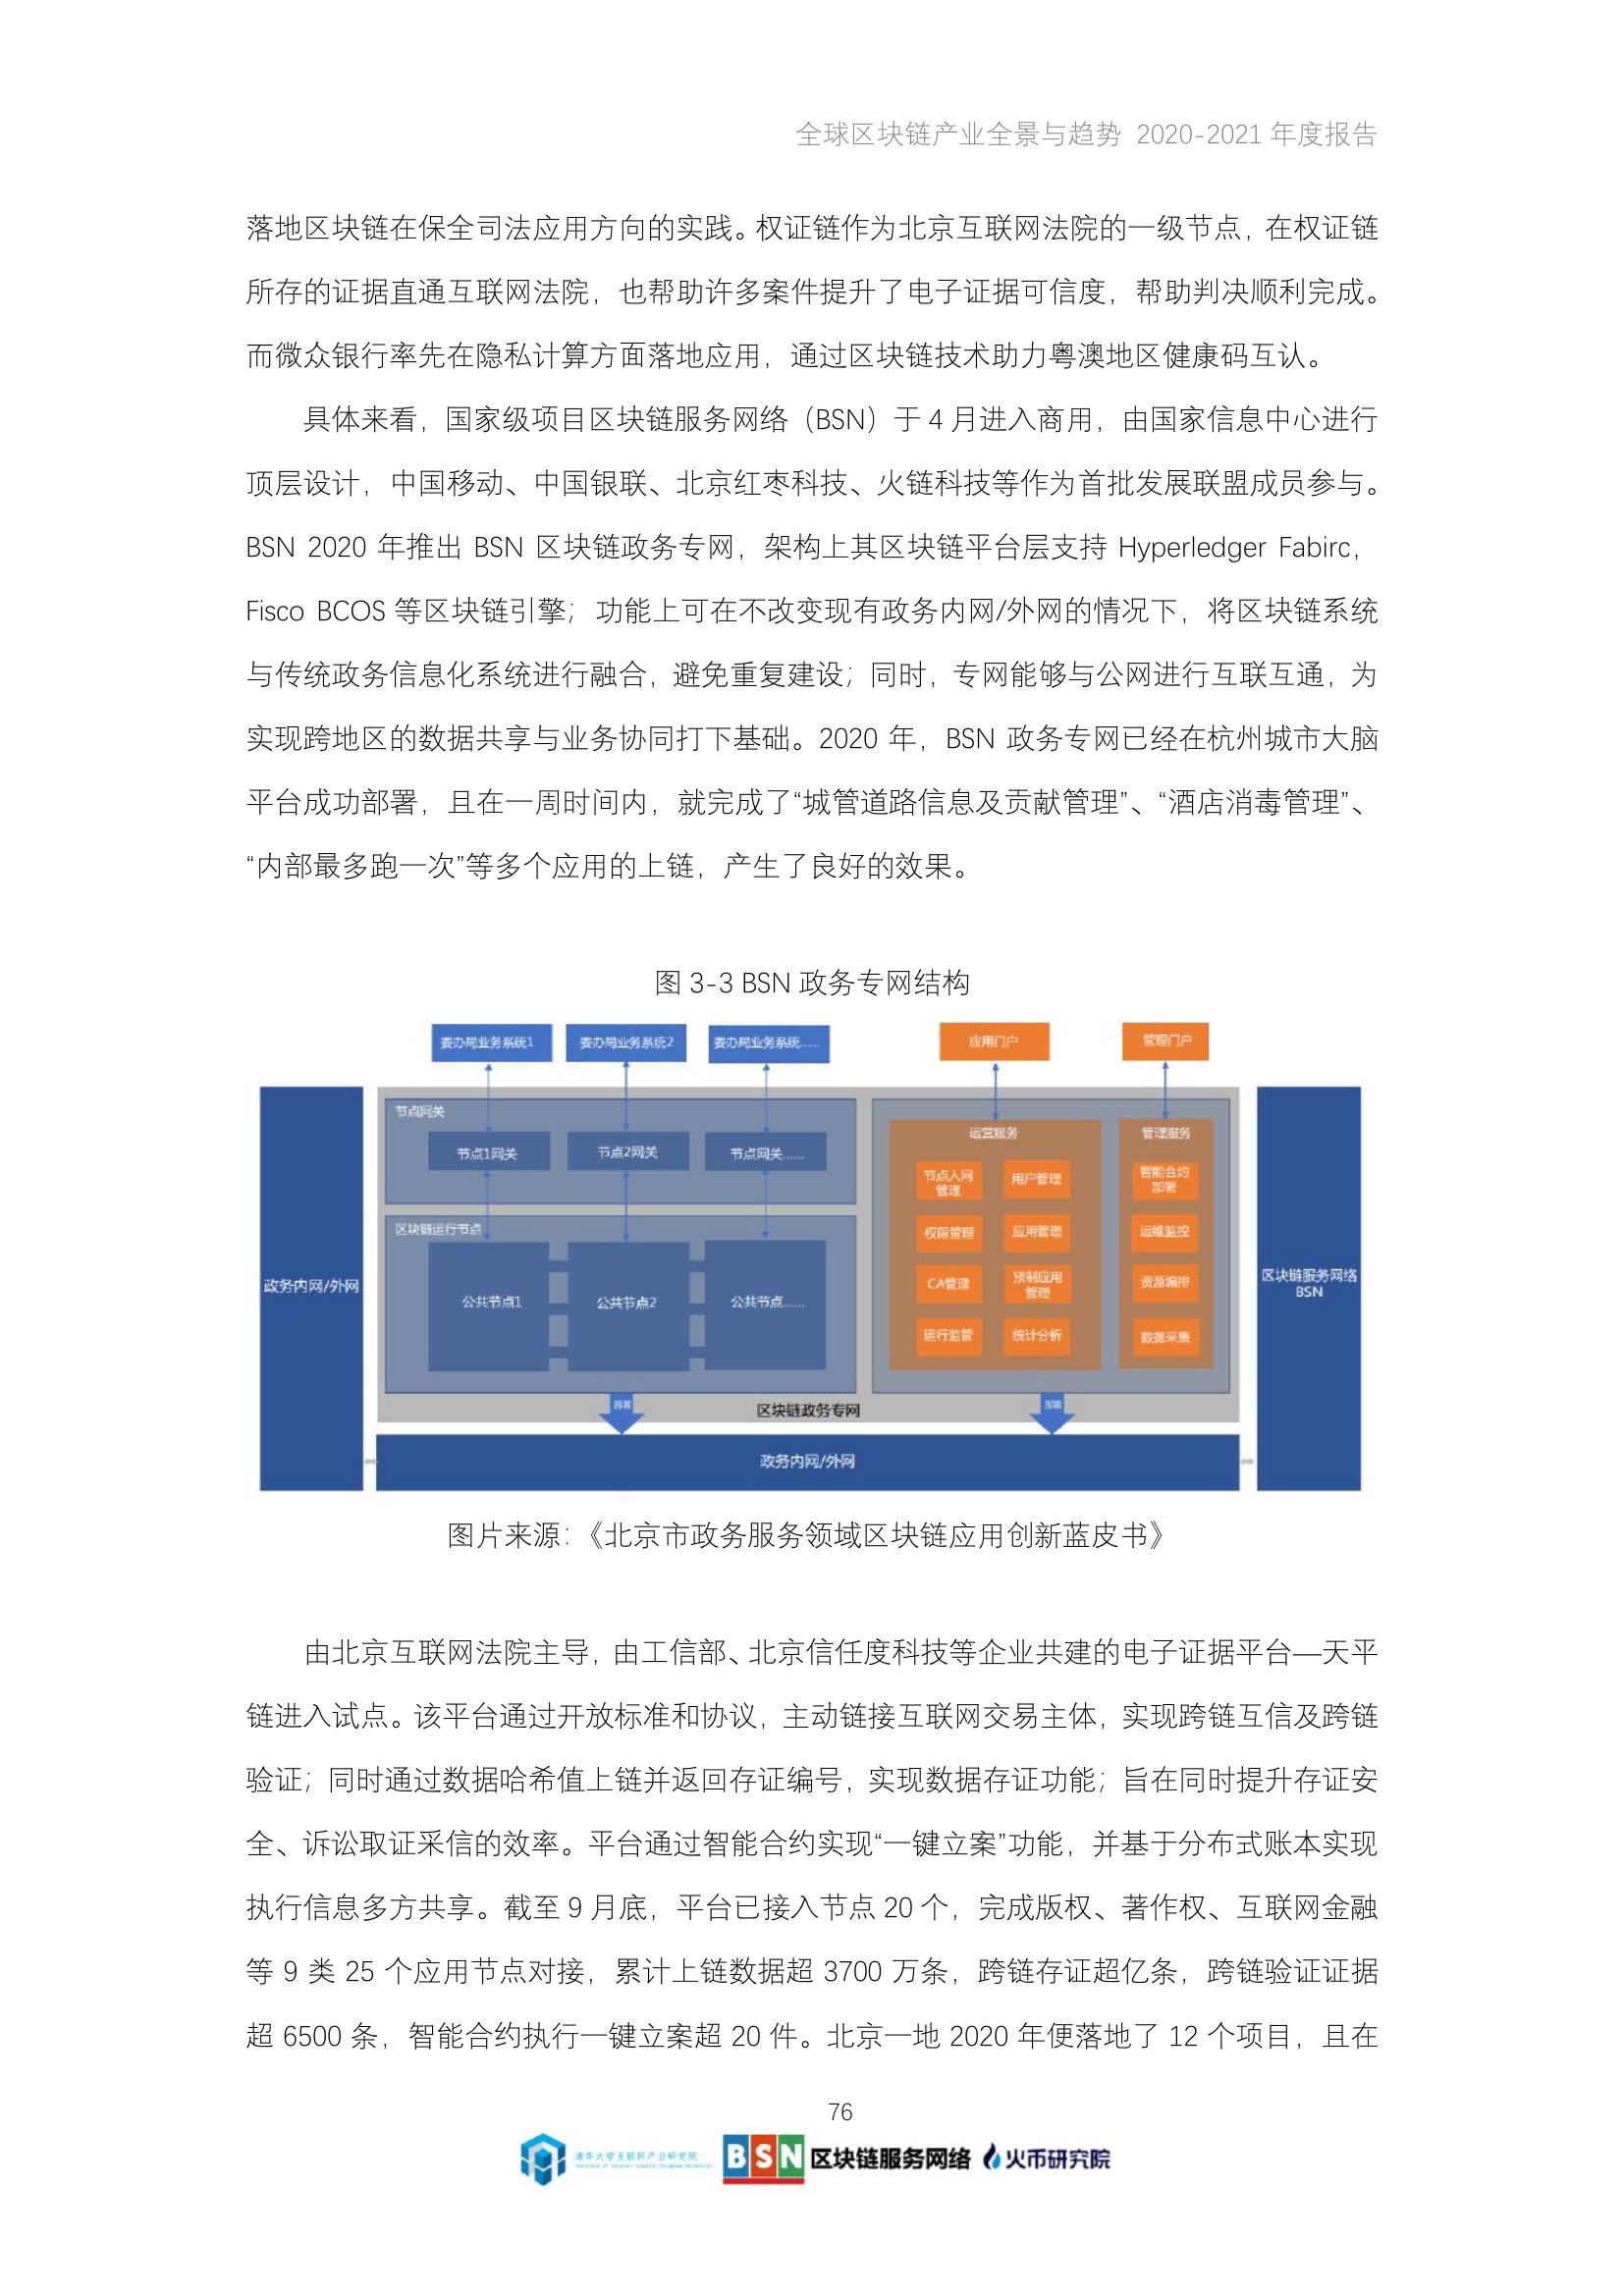 全球区块链产业全景与趋势 2020-2021 年度报告
落地区块链在保全司法应用方向的实践。权证链作为北京互联网法院的一级节点，在权证链
所存的证据直通互联网法院，也帮助许多案件提升了电子证据可信度，帮助判决顺利完成。
而微众银行率先在隐私计算方面落地应用，通过区块链技术助力粤澳地区健康码互认。
具体来看，国家级项目区块链服务网络（BSN）于 4 月进入商用，由国家信息中心进行
顶层设计，中国移动、中国银联、北京红枣科技、火链科技等作为首批发展联盟成员参与。
BSN 2020 年推出 BSN 区块链政务专网，架构上其区块链平台层支持 Hyperledger Fabirc，
Fisco BCOS 等区块链引擎；功能上可在不改变现有政务内网/外网的情况下，将区块链系统
与传统政务信息化系统进行融合，避免重复建设；同时，专网能够与公网进行互联互通，为
实现跨地区的数据共享与业务协同打下基础。2020 年，BSN 政务专网已经在杭州城市大脑
平台成功部署，且在一周时间内，就完成了“城管道路信息及贡献管理”、“酒店消毒管理”、
“内部最多跑一次”等多个应用的上链，产生了良好的效果。
图 3-3 BSN 政务专网结构
委办局业务系统1
委办局业务系统2
委办局业务系统......
应用门户
管理门户
政务内网/外网
节点网关
节点1网关
节点2网关
节点网关......
区块链运行节点
公共节点1
公共节点2
公共节点......
运营服务
节点入网
管理
用户管理
权限管理
应用管理
CA管理
预制应用
管理
运行监管
统计分析
管理服务
智能合约
部署
运维监控
资源编排
数据采集
区块链服务网络
BSN
部署
区块链政务专网
部署
政务内网/外网
图片来源：《北京市政务服务领域区块链应用创新蓝皮书》
由北京互联网法院主导，由工信部、北京信任度科技等企业共建的电子证据平台—天平
链进入试点。该平台通过开放标准和协议，主动链接互联网交易主体，实现跨链互信及跨链
验证；同时通过数据哈希值上链并返回存证编号，实现数据存证功能；旨在同时提升存证安
全、诉讼取证采信的效率。平台通过智能合约实现“一键立案”功能，并基于分布式账本实现
执行信息多方共享。截至 9 月底，平台已接入节点 20 个，完成版权、著作权、互联网金融
等 9 类 25 个应用节点对接，累计上链数据超 3700 万条，跨链存证超亿条，跨链验证证据
超 6500 条，智能合约执行一键立案超 20 件。北京一地 2020 年便落地了 12 个项目，且在
76
清华大学互联网产业研究院
BSN 区块链服务网络
火币研究院